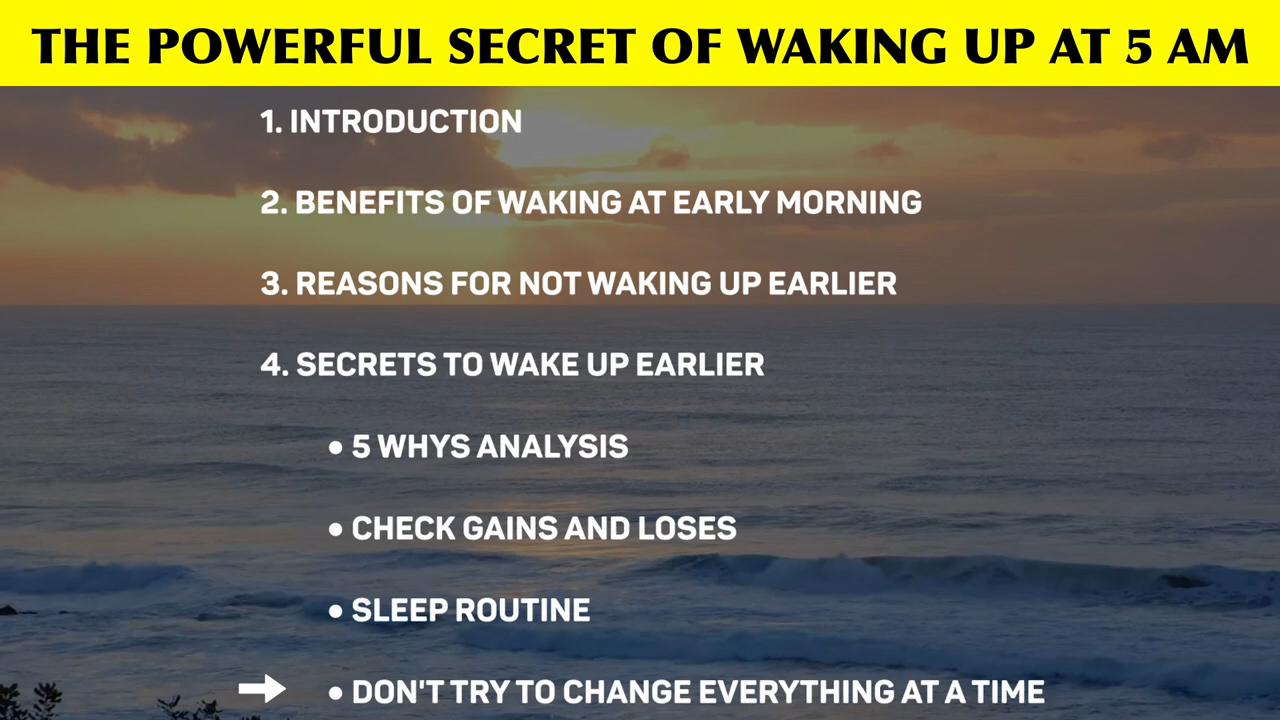 THE POWERFUL SECRET OF WAKING UP AT 5 AM
1. INTRODUCTION
2. BENEFITS OF WAKING AT EARLY MORNING
3. REASONS FOR NOT WAKING UP EARLIER
4. SECRETS TO WAKE UP EARLIER
• 5 WHYS ANALYSIS
• CHECK GAINS AND LOSES
• SLEEP ROUTINE
• DON'T TRY TO CHANGE EVERYTHING AT A TIME